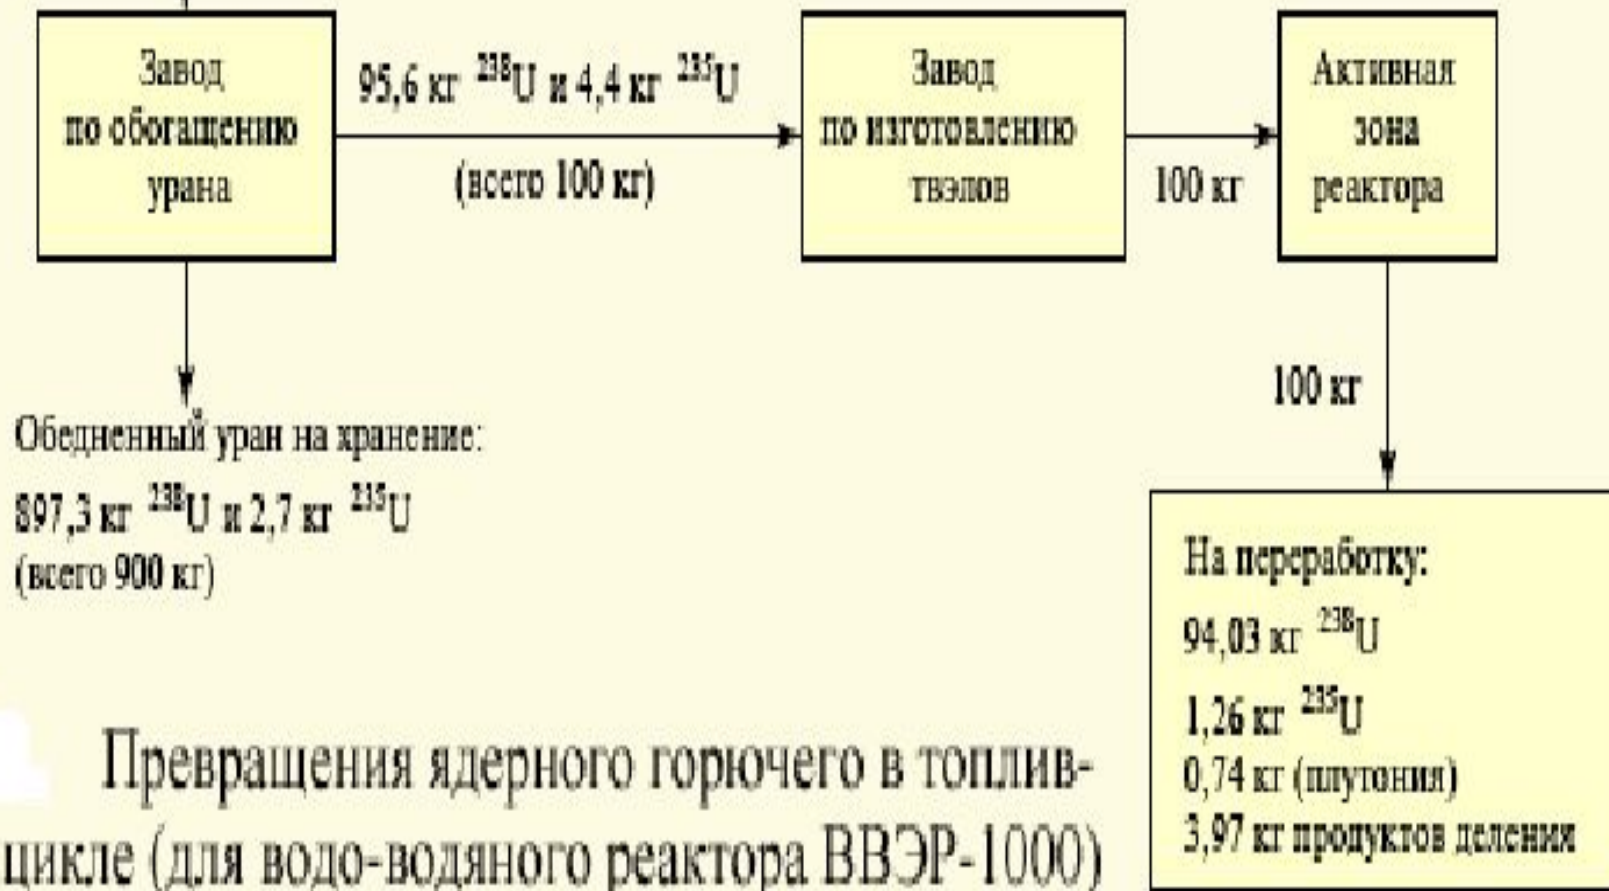 Завод
по обогащению
урана
95,6 кг ²³⁸U и 4,4 кг ²³⁵U
(всего 100 кг)
Завод
по изготовлению
твэлов
100 кг
Активная
зона
реактора
100 кг
Обедненный уран на хранение:
897,3 кг ²³⁸U и 2,7 кг ²³⁵U
(всего 900 кг)
На переработку:
94,03 кг ²³⁸U
1,26 кг ²³⁵U
0,74 кг (плутония)
3,97 кг продуктов деления
Превращения ядерного горючего в топлив-
цикле (для водо-водяного реактора ВВЭР-1000)